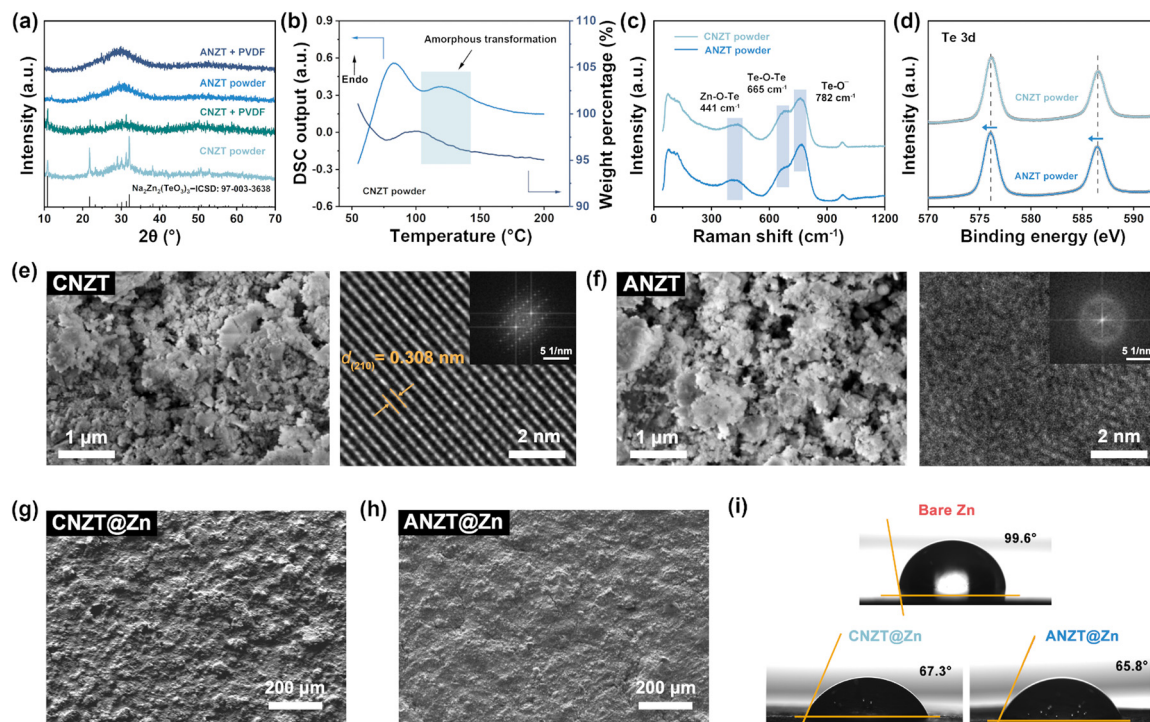 (a)
Intensity (a.u.)
ANZT + PVDF
ANZT powder
CNZT + PVDF
CNZT powder
Na2Zn2(TeO3)3–ICSD: 97-003-3638
10 20 30 40 50 60 70
2θ (°)
(b)
DSC output
0.9
0.6
0.3
0.0
-0.3
-0.6
Endo
Amorphous transformation
CNZT powder
50 100 150 200
Temperature (°C)
110
105
100
95
90
Weight percentage (%)
(c)
Intensity (a.u.)
CNZT powder
ANZT powder
Zn-O-Te
441 cm-1
Te-O-Te
665 cm-1
Te-O−
782 cm-1
0 300 600 900 1200
Raman shift (cm-1)
(d)
Intensity (a.u.)
Te 3d
CNZT powder
ANZT powder
570 575 580 585 590
Binding energy (eV)
(e)
CNZT
1 µm
d(210) = 0.308 nm
5 1/nm
2 nm
(f)
ANZT
1 µm
5 1/nm
2 nm
(g)
CNZT@Zn
200 µm
(h)
ANZT@Zn
200 µm
(i)
Bare Zn
99.6°
CNZT@Zn
67.3°
ANZT@Zn
65.8°